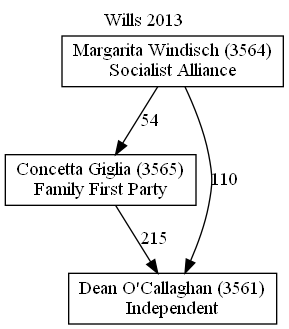 Wills 2013
Margarita Windisch (3564)
Socialist Alliance
54
Concetta Giglia (3565)
Family First Party
110
215
Dean O'Callaghan (3561)
Independent